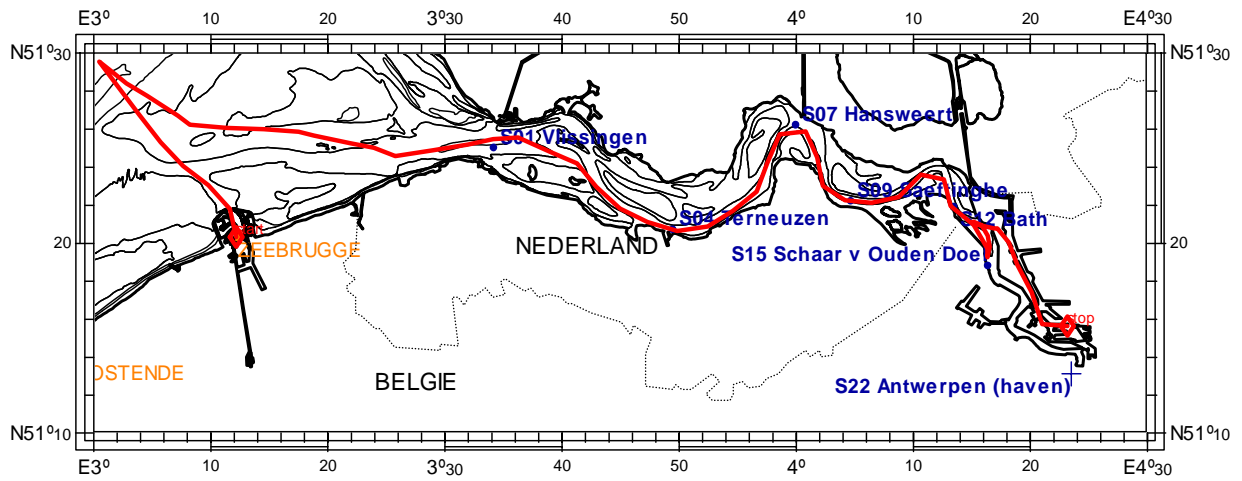 E3° 10 20 3°30 40 50 4° 10 20 E4°30
N51°30 N51°30
S07 Hansweert
S01 Vlissingen
S09 Saeftinghe
S04 Terneuzen S12 Bath
20 ZEEBRUGGE NEDERLAND S15 Schaar v Ouden Doel 20
stop
OSTENDE BELGIE
S22 Antwerpen (haven)
N51°10 N51°10
E3° 10 20 3°30 40 50 4° 10 20 E4°30